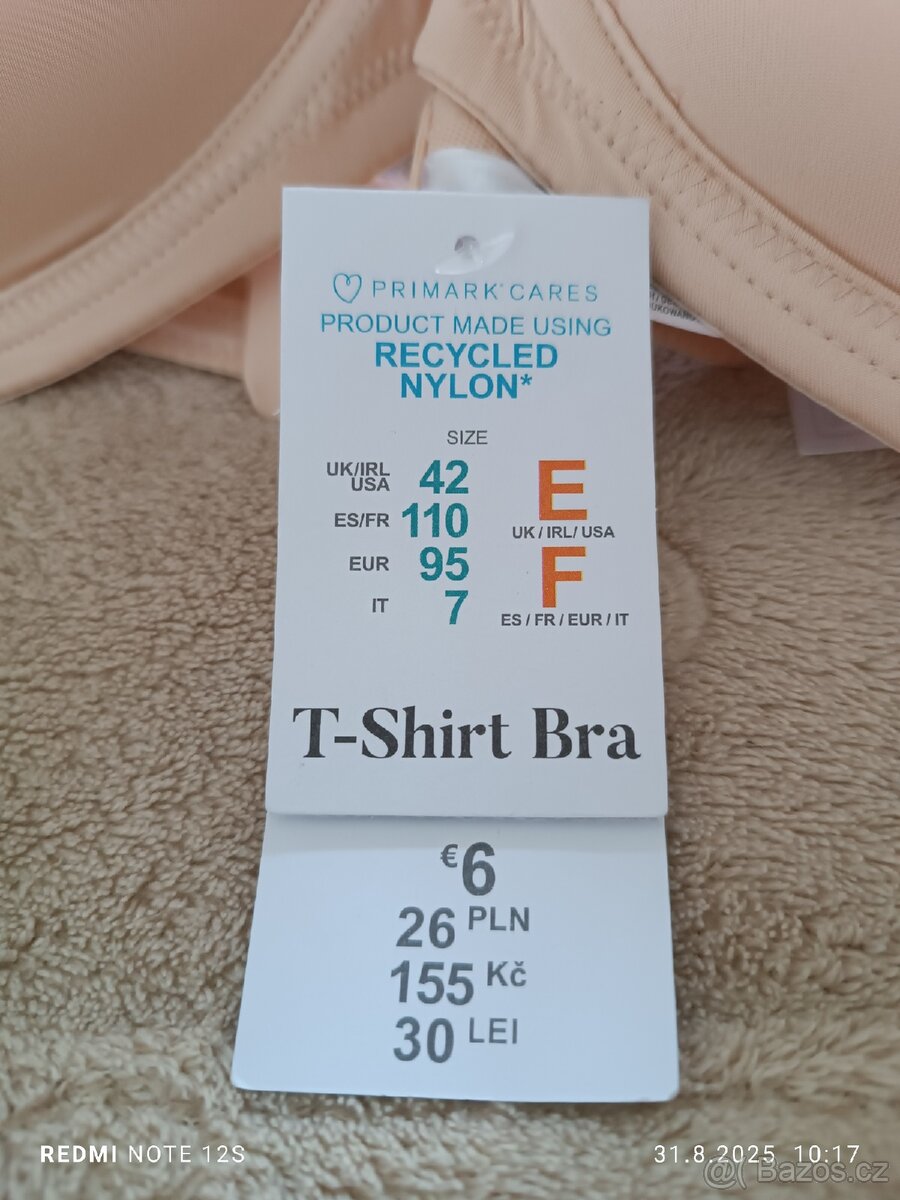 PRIMARK® CARES
PRODUCT MADE USING
RECYCLED
NYLON*
SIZE
UK/IRL
USA 42
ES/FR 110
EUR 95
IT 7
E
UK / IRL/ USA
F
ES / FR / EUR / IT
T-Shirt Bra
€6
26 PLN
155 Kč
30 LEI
REDMI NOTE 12S
31.8.2025 10:17
@( Bazos.cz